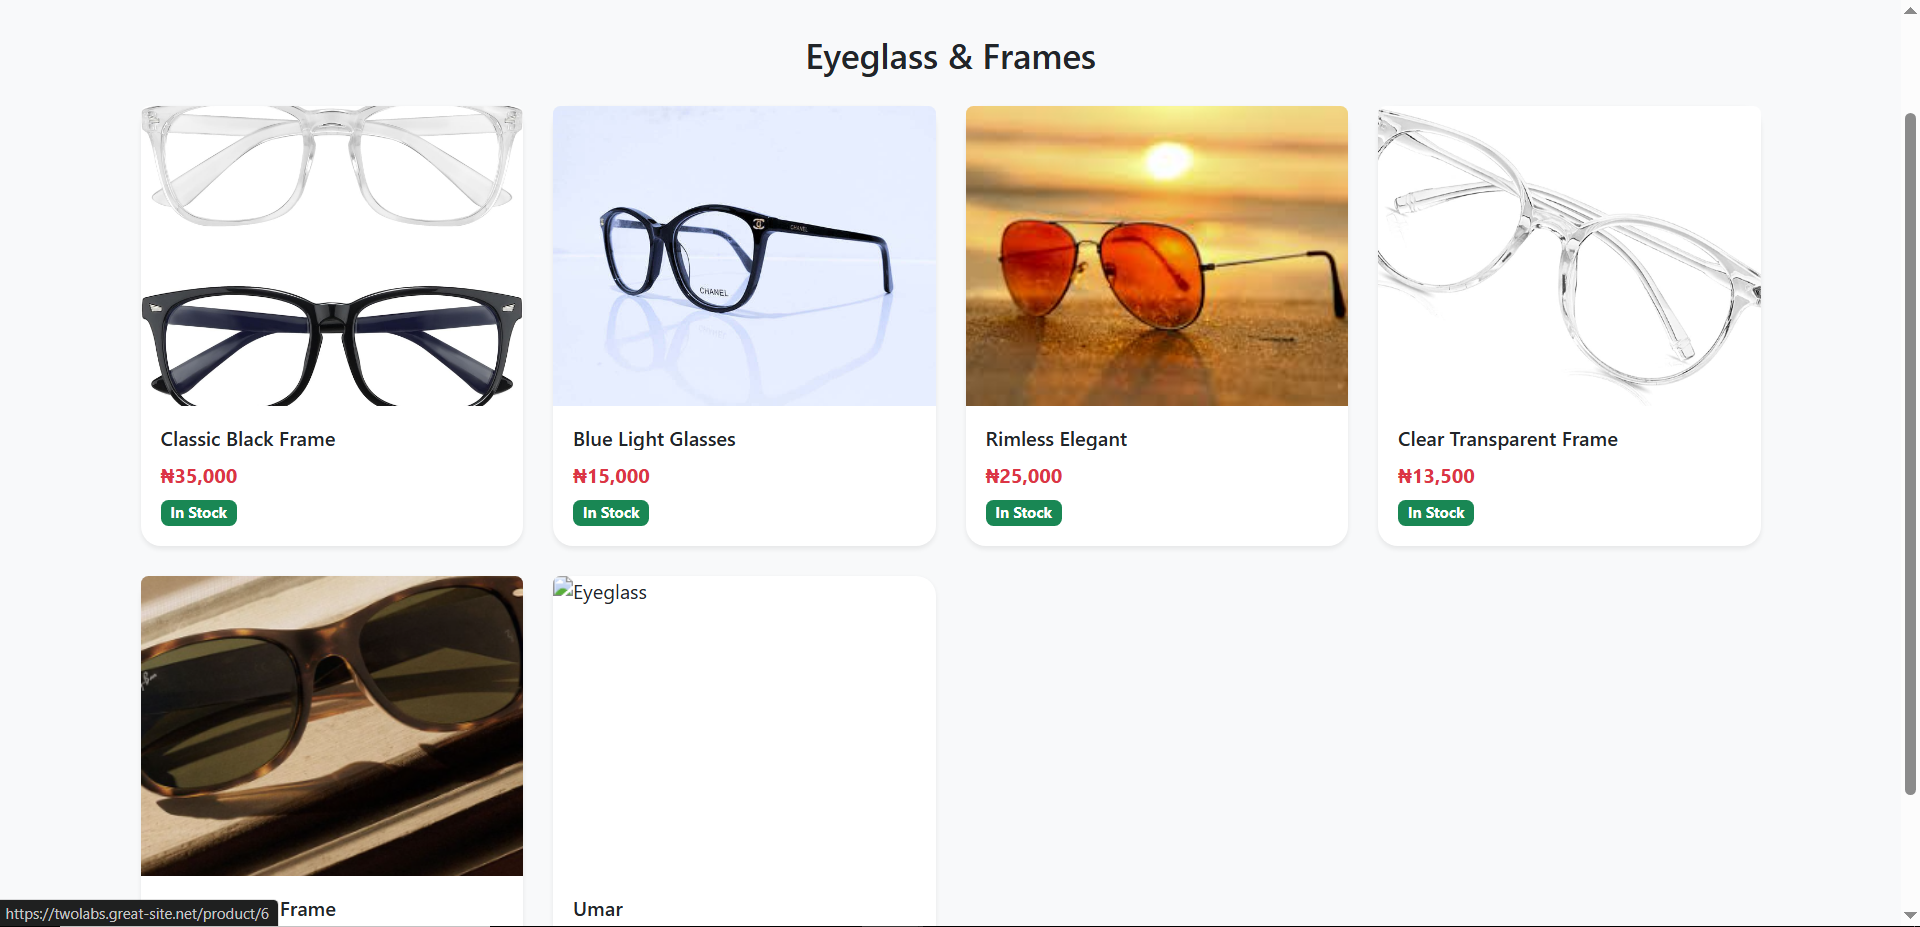 Eyeglass & Frames
CHANEL
CHANEL
Classic Black Frame
₦35,000
In Stock
Blue Light Glasses
₦15,000
In Stock
Rimless Elegant
₦25,000
In Stock
Clear Transparent Frame
₦13,500
In Stock
Eyeglass
Frame
Umar
https://twolabs.great-site.net/product/6